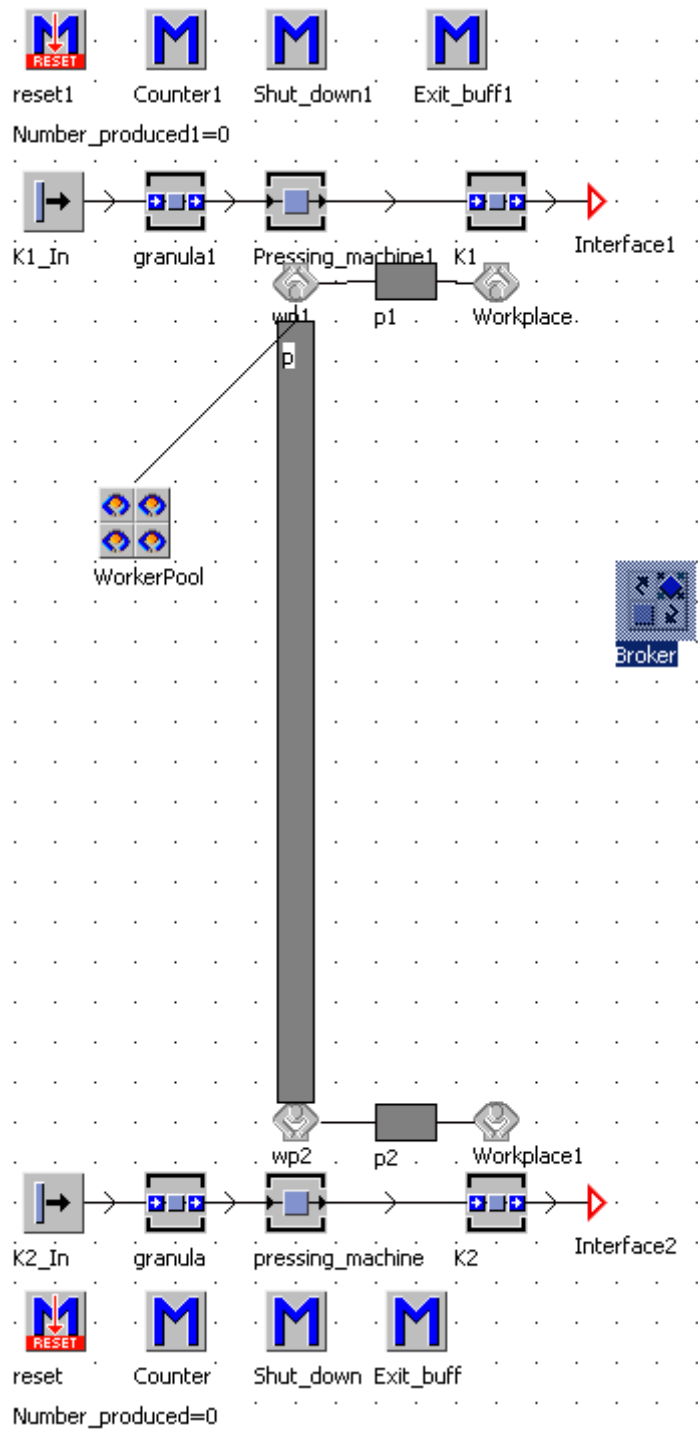 RESET
reset1 Counter1 Shut_down1 Exit_buff1
Number_produced1=0
K1_In granula1 Pressing_machine1 K1 Interface1
wp1 p1 Workplace
p
WorkerPool
Broker
wp2 p2 Workplace1
K2_In granula pressing_machine K2 Interface2
RESET
reset Counter Shut_down Exit_buff
Number_produced=0